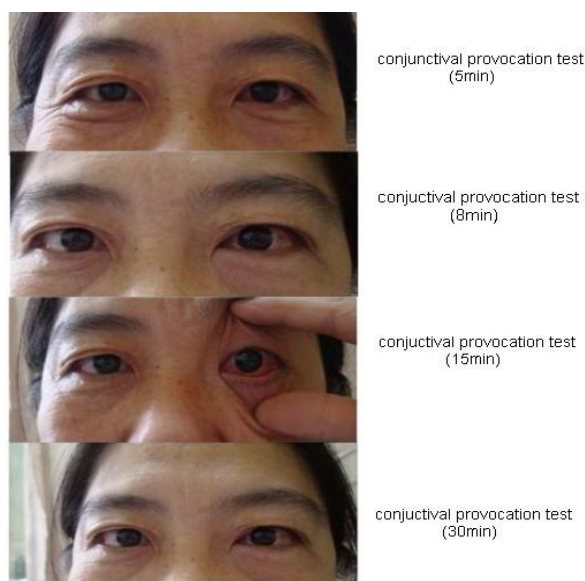 conjunctival provocation test
(5min)
conjuctival provocation test
(8min)
conjuctival provocation test
(15min)
conjuctival provocation test
(30min)